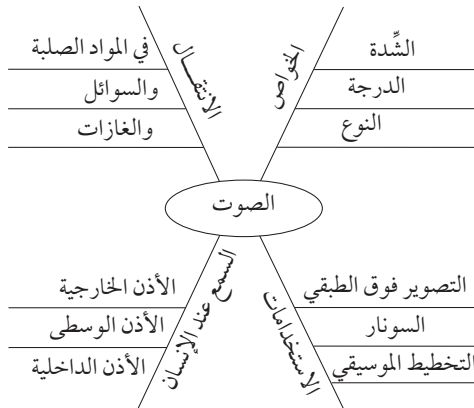 الخواص
الشِّدة
الدرجة
النوع
الانتقال
في المواد الصلبة
والسوائل
والغازات
الصوت
الاستخدامات
التصوير فوق الطبقي
السونار
التخطيط الموسيقي
السمع عند الإنسان
الأذن الخارجية
الأذن الوسطى
الأذن الداخلية